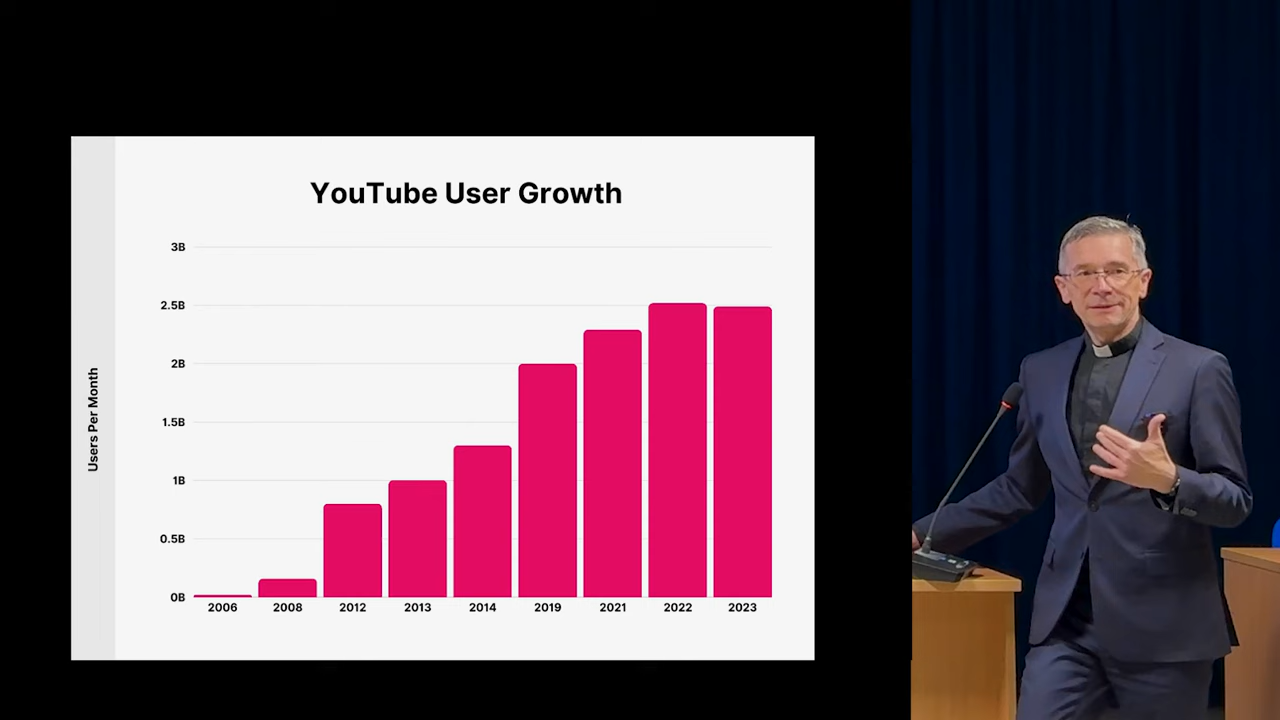 YouTube User Growth
Users Per Month
3B
2.5B
2B
1.5B
1B
0.5B
0B
2006 2008 2012 2013 2014 2019 2021 2022 2023